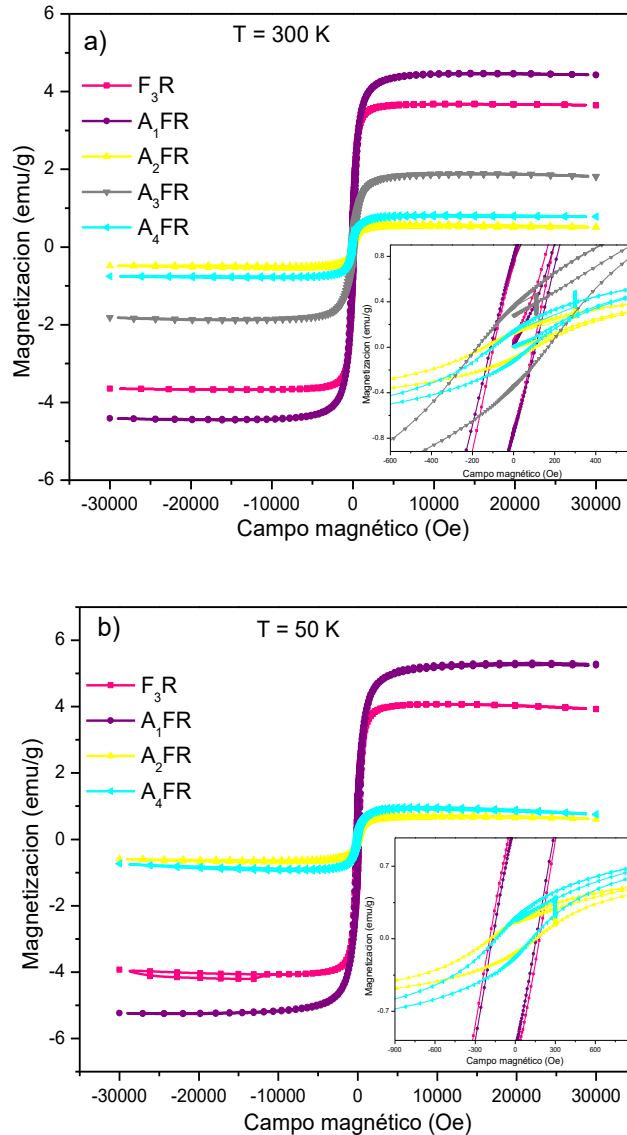 a)
T = 300 K
F₃R
A₁FR
A₂FR
A₃FR
A₄FR
Magnetizacion (emu/g)
6
4
2
0
-2
-4
-6
-30000 -20000 -10000 0 10000 20000 30000
Campo magnético (Oe)
Magnetizacion (emu/g)
0.8
0.4
0.0
-0.4
-0.8
-600 -400 -200 0 200 400
Campo magnético (Oe)
b)
T = 50 K
F₃R
A₁FR
A₂FR
A₄FR
Magnetizacion (emu/g)
6
4
2
0
-2
-4
-6
-30000 -20000 -10000 0 10000 20000 30000
Campo magnético (Oe)
Magnetizacion (emu/g)
0.7
0.0
-0.7
-900 -600 -300 0 300 600
Campo magnético (Oe)